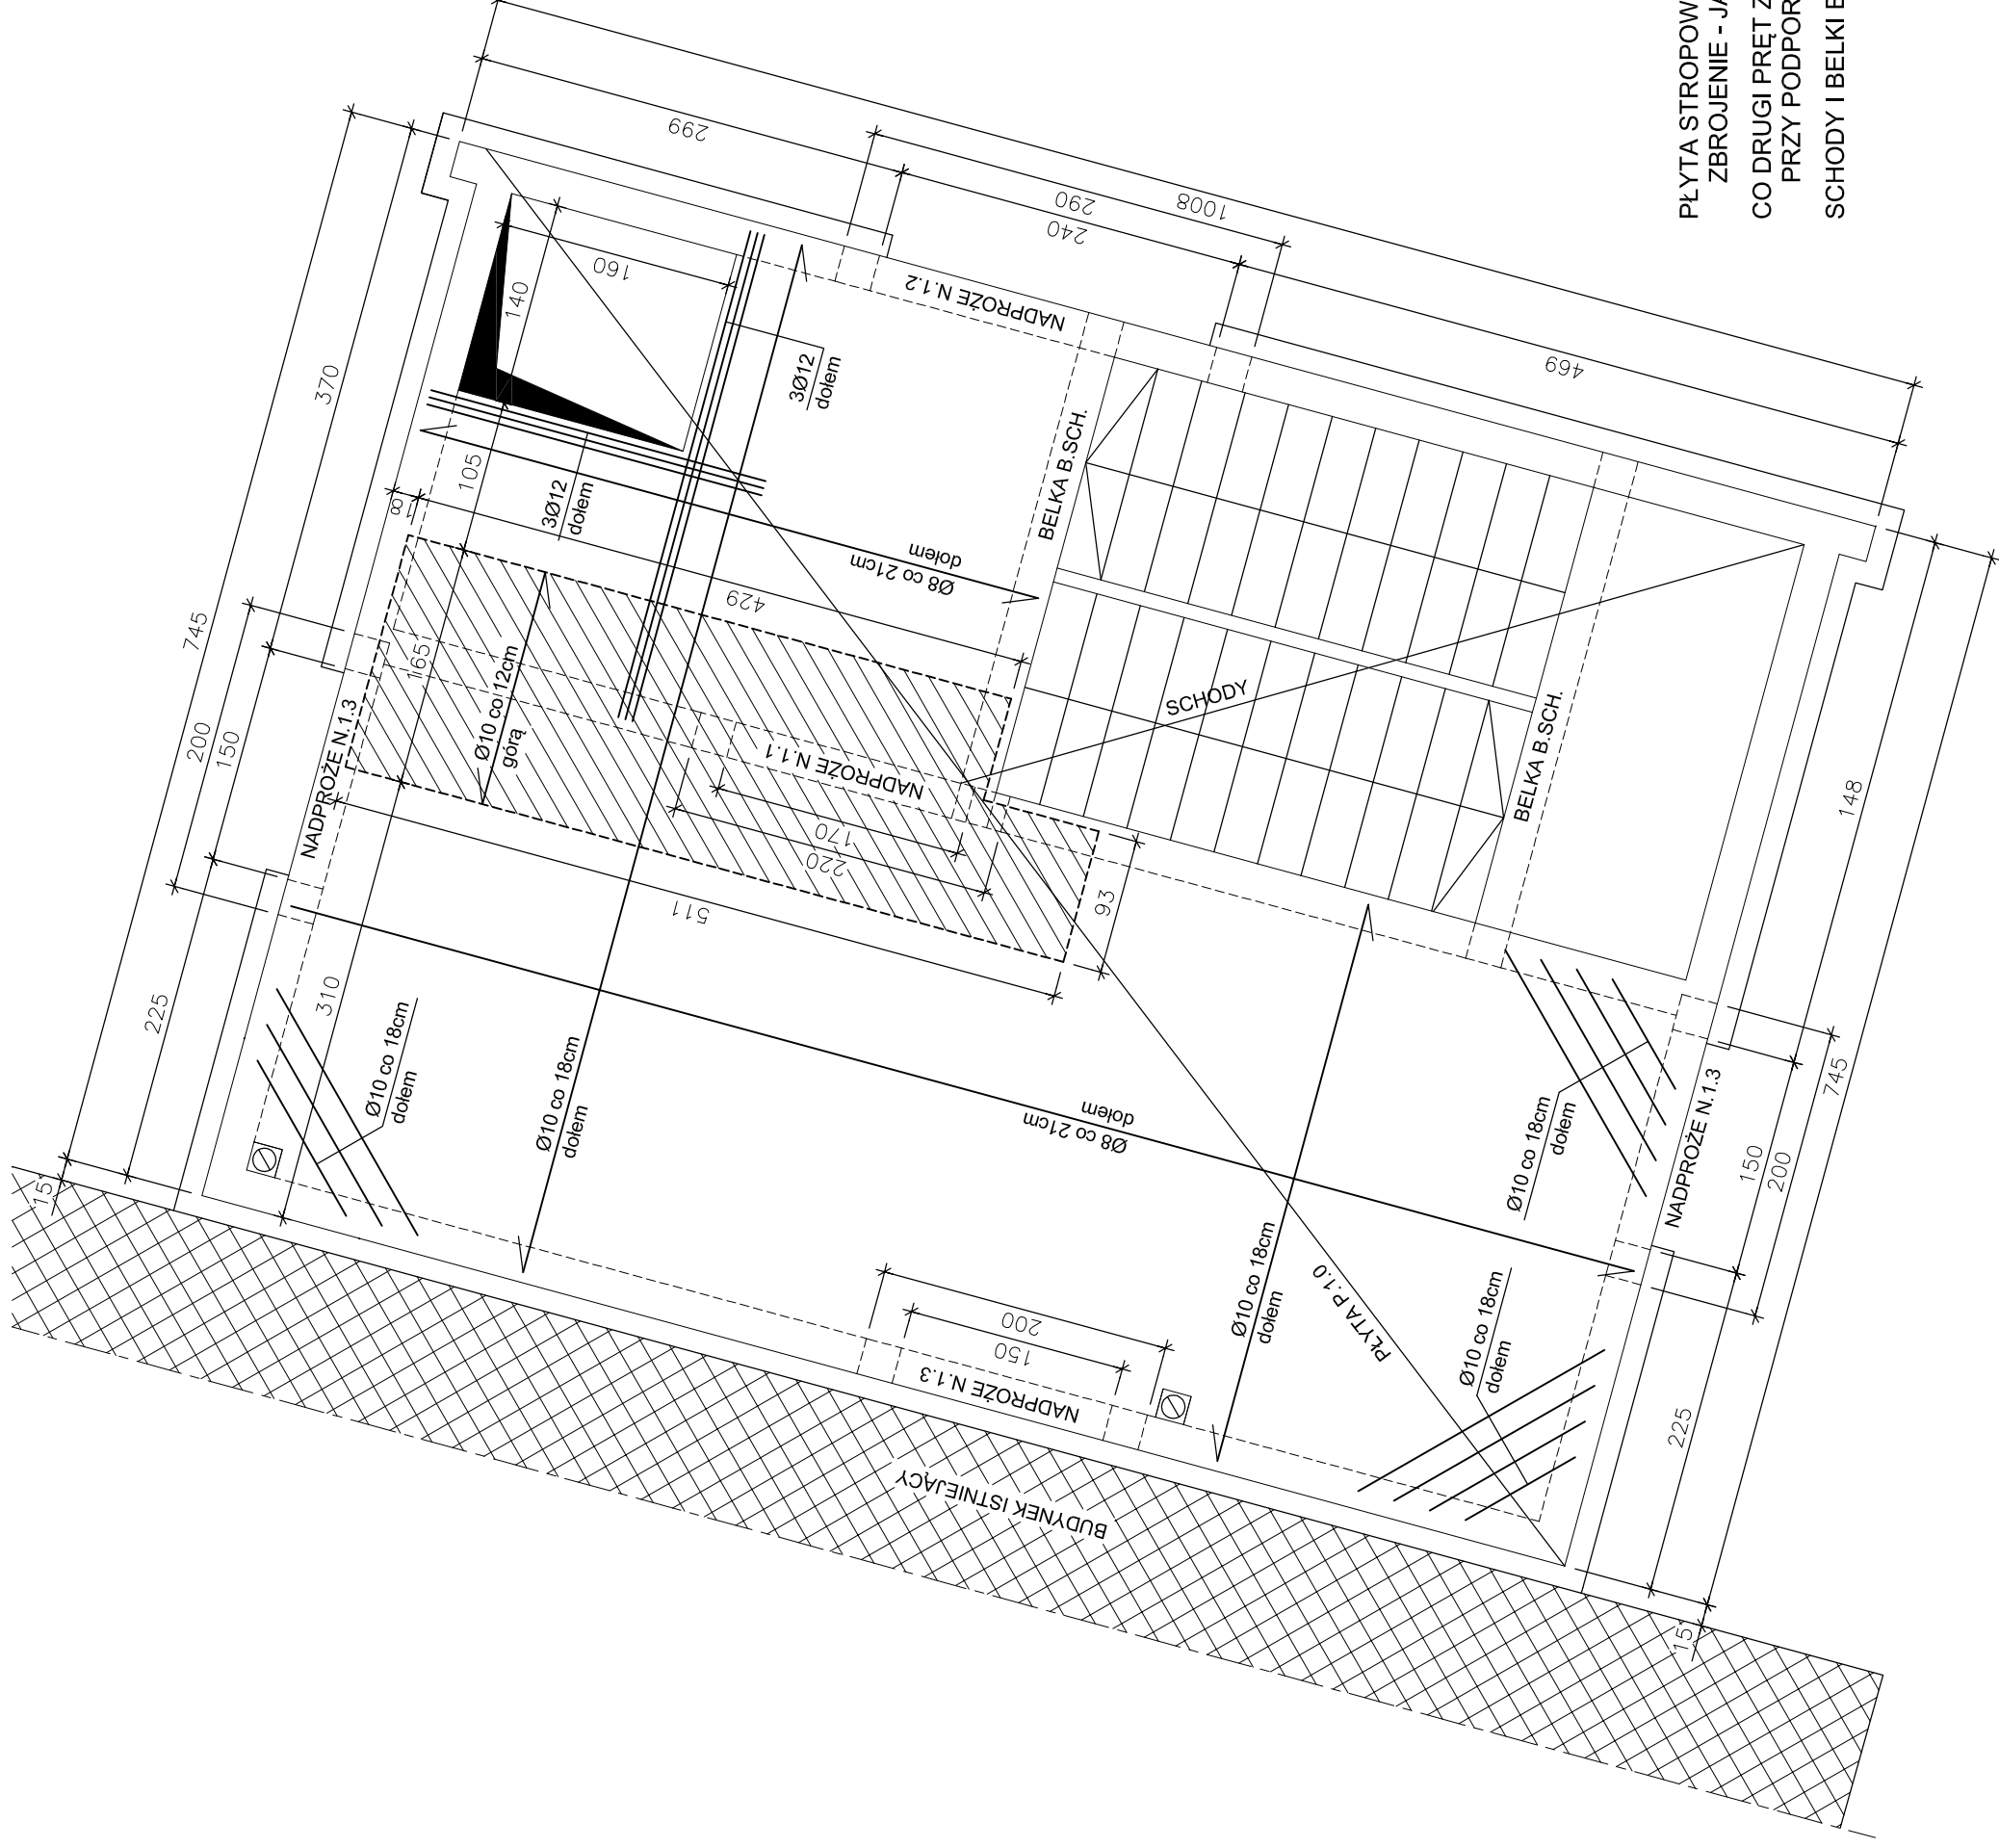 745
370
200
150
225
15
299
290
240
1008
469
160
140
105
18
3Ø12
dołem
3Ø12
dołem
Ø8 co 21cm
dołem
429
165
Ø10 co 12cm
górą
NADPROŻE N.1.1
170
220
511
93
310
NADPROŻE N.1.3
NADPROŻE N.1.2
BELKA B.SCH.
SCHODY
BELKA B.SCH.
Ø10 co 18cm
dołem
Ø10 co 18cm
dołem
Ø8 co 21cm
dołem
Ø10 co 18cm
dołem
PŁYTA P.1.0
Ø10 co 18cm
dołem
Ø10 co 18cm
dołem
200
150
NADPROŻE N.1.3
BUDYNEK ISTNIEJĄCY
NADPROŻE N.1.3
148
150
200
745
225
15
PŁYTA STROPOW
ZBROJENIE - JA
CO DRUGI PRĘT Z
PRZY PODPOR
SCHODY I BELKI